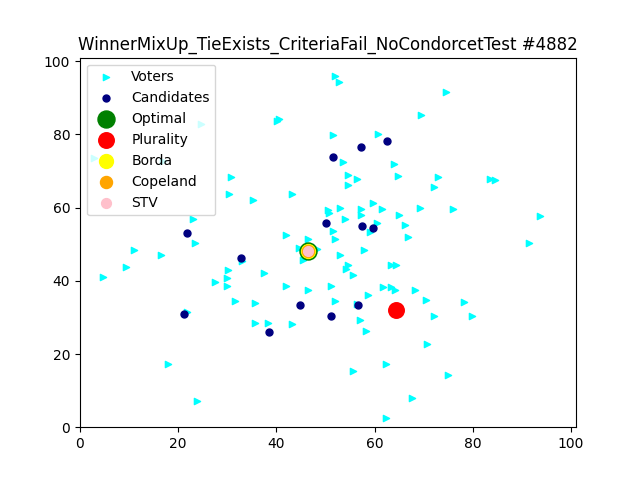 WinnerMixUp_TieExists_CriteriaFail_NoCondorcetTest #4882
100
80
60
40
20
0
0 20 40 60 80 100
Voters
Candidates
Optimal
Plurality
Borda
Copeland
STV